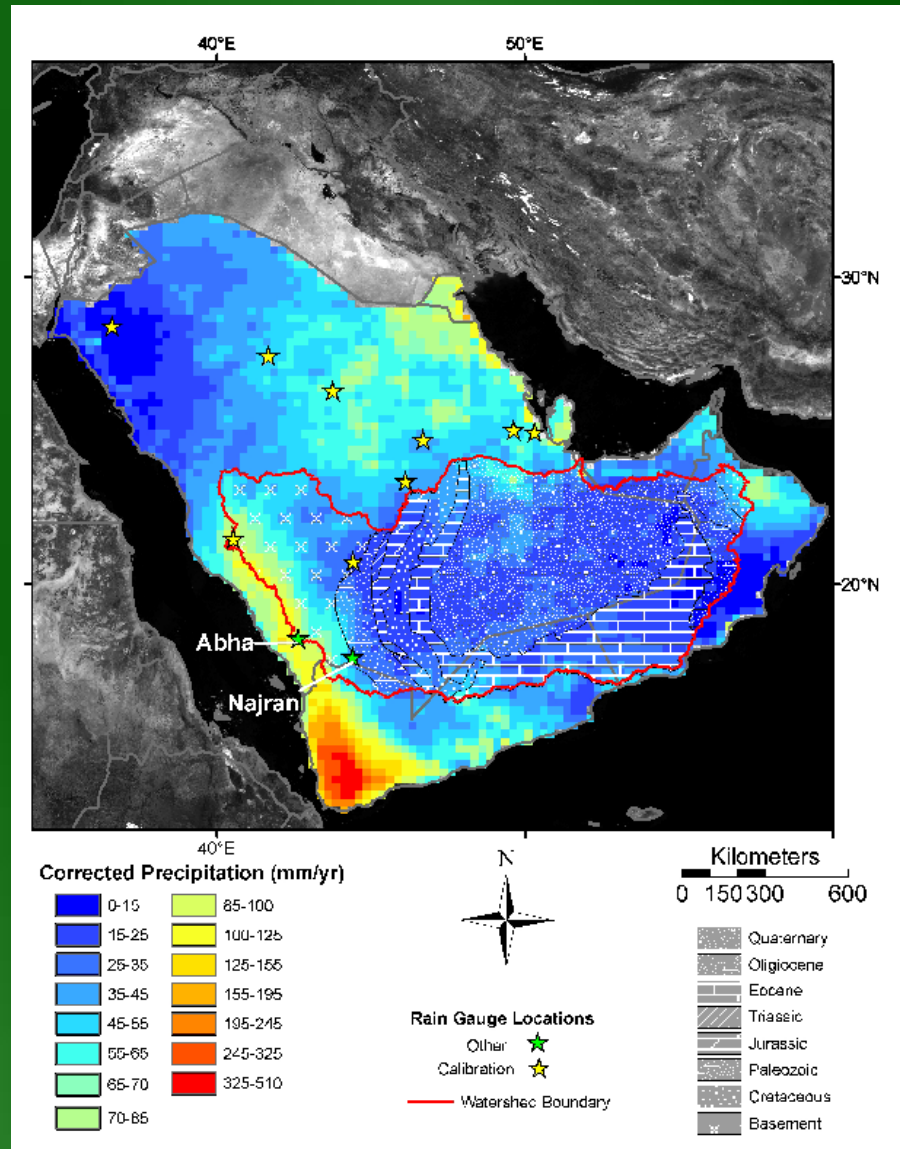 40°E 50°E
30°N
20°N
Abha
Najran
40°E
Corrected Precipitation (mm/yr)
0-15
15-25
25-35
35-45
45-55
55-65
65-70
70-85
85-100
100-125
125-155
155-195
195-245
245-325
325-510
N
Rain Gauge Locations
Other
Calibration
Watershed Boundary
Kilometers
0 150 300 600
Quaternary
Oligiocene
Eocene
Triassic
Jurassic
Paleozoic
Cretaceous
Basement